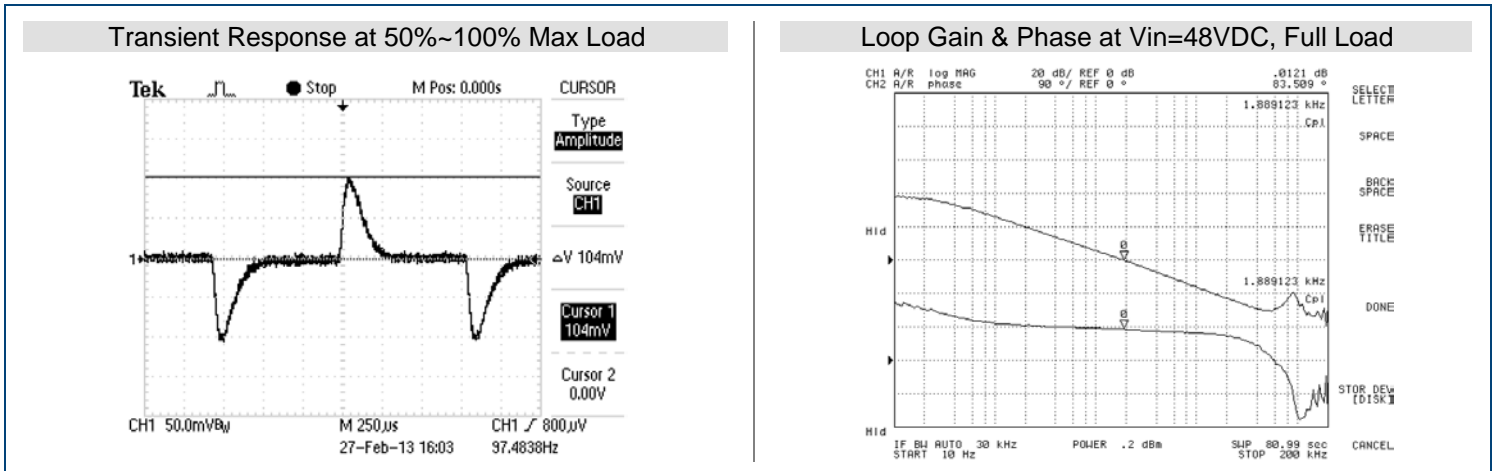 Transient Response at 50%~100% Max Load
Tek
Stop
M Pos: 0.000s
CURSOR
Type
Amplitude
Source
CH1
△V 104mV
Cursor 1
104mV
Cursor 2
0.00V
1
CH1 50.0mVBW
M 250µs
CH1 ∫ 800µV
27-Feb-13 16:03
97.4838Hz
Loop Gain & Phase at Vin=48VDC, Full Load
CH1 A/R log MAG 20 dB/ REF 0 dB .0121 dB
CH2 A/R phase 90 °/ REF 0 ° 83.509 °
1.889123 kHz
Cpl
Hld
0
1.889123 kHz
Cpl
0
Hld
IF BW AUTO 30 kHz POWER .2 dBm SWP 80.99 sec
START 10 Hz STOP 200 kHz
SELECT
LETTER
SPACE
BACK
SPACE
ERASE
TITLE
DONE
STOR DEV
[DISK]
CANCEL